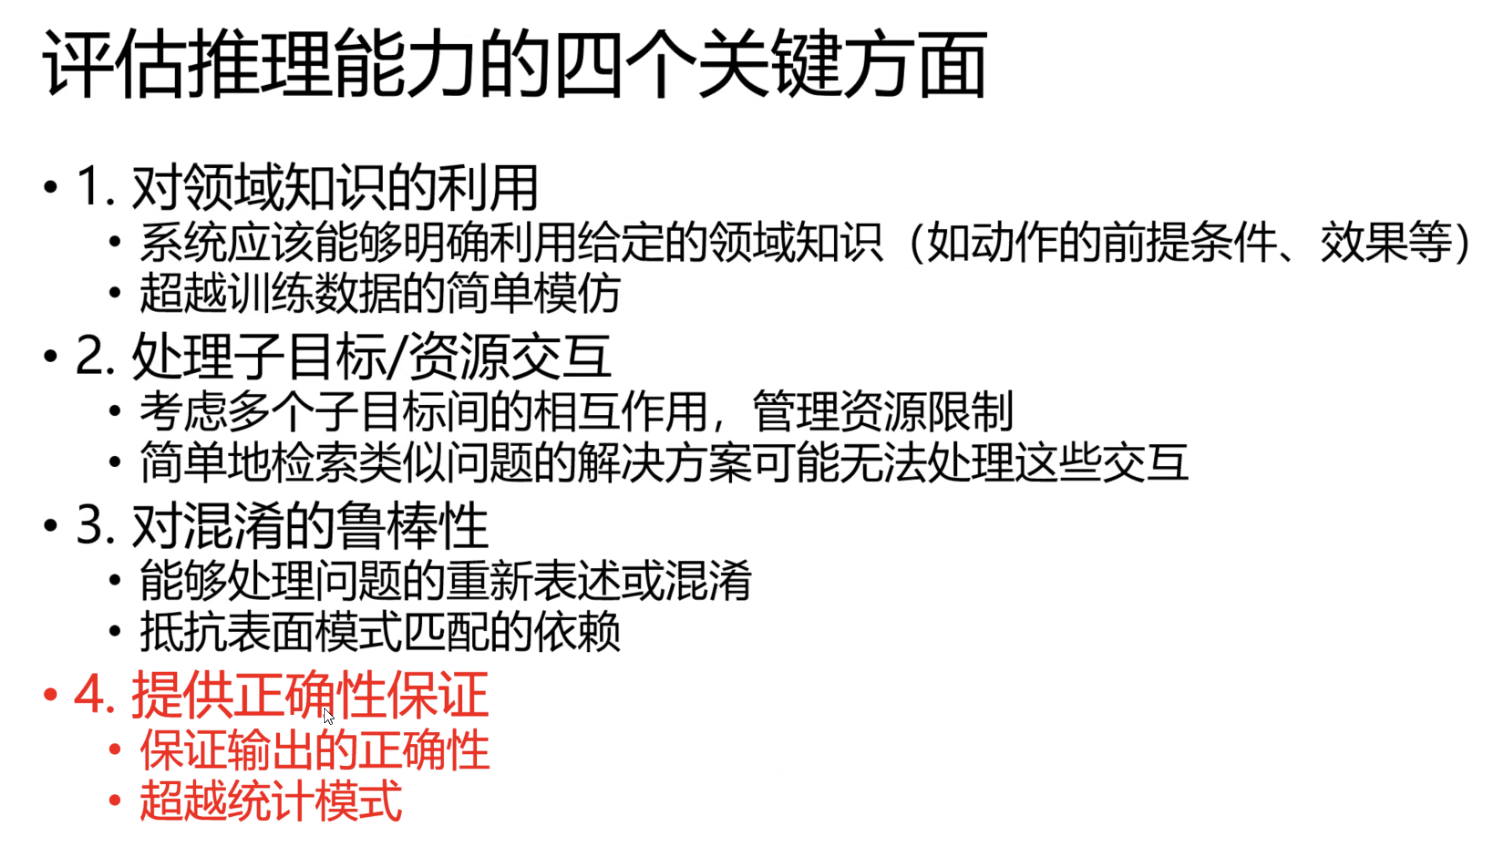 评估推理能力的四个关键方面
• 1. 对领域知识的利用
• 系统应该能够明确利用给定的领域知识（如动作的前提条件、效果等）
• 超越训练数据的简单模仿
• 2. 处理子目标/资源交互
• 考虑多个子目标间的相互作用，管理资源限制
• 简单地检索类似问题的解决方案可能无法处理这些交互
• 3. 对混淆的鲁棒性
• 能够处理问题的重新表述或混淆
• 抵抗表面模式匹配的依赖
• 4. 提供正确性保证
• 保证输出的正确性
• 超越统计模式